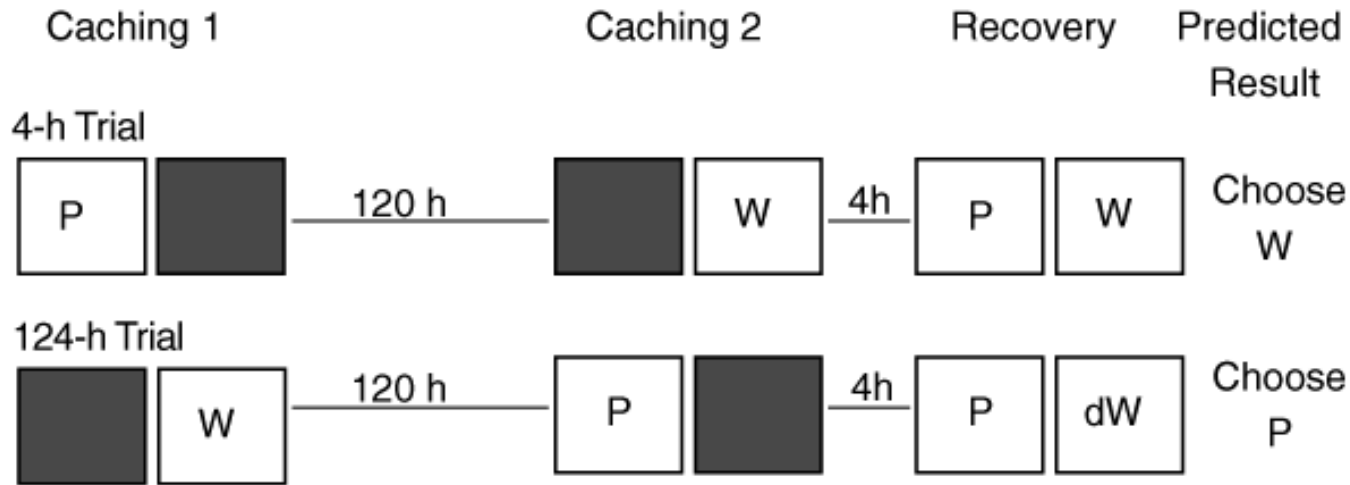 Caching 1 Caching 2 Recovery Predicted
Result
4-h Trial
P 120 h W 4h P W Choose
W
124-h Trial
W 120 h P 4h P dW Choose
P